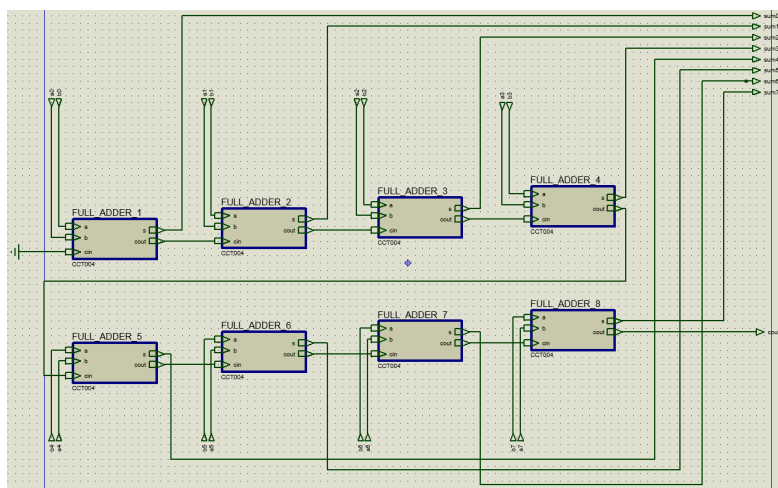 sum0
sum1
sum2
sum3
sum4
sum5
sum6
sum7
a0 b0
a1 b1
a2 b2
a3 b3
FULL_ADDER_1
a
b
cin
s
cout
CCT004
FULL_ADDER_2
a
b
cin
s
cout
CCT004
FULL_ADDER_3
a
b
cin
s
cout
CCT004
FULL_ADDER_4
a
b
cin
s
cout
CCT004
FULL_ADDER_5
a
b
cin
s
cout
CCT004
FULL_ADDER_6
a
b
cin
s
cout
CCT004
FULL_ADDER_7
a
b
cin
s
cout
CCT004
FULL_ADDER_8
a
b
cin
s
cout
CCT004
b4 a4
b5 a5
b6 a6
b7 a7